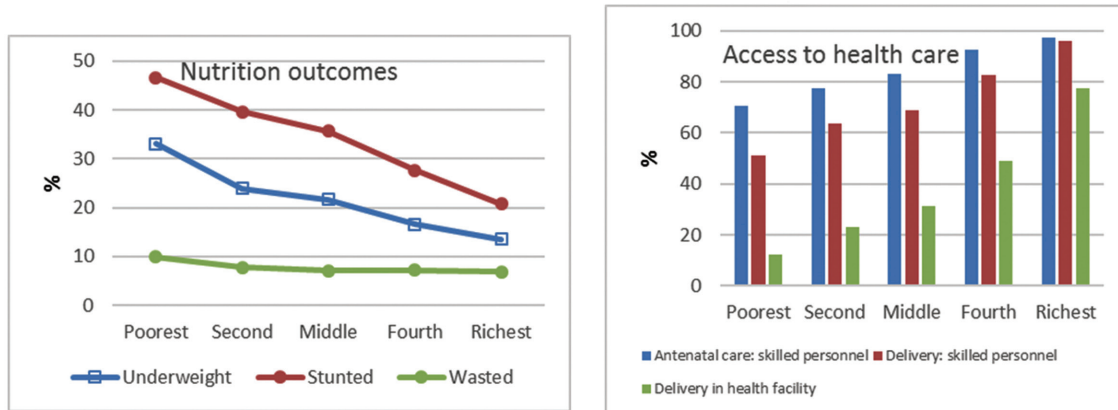 Nutrition outcomes
%
50
40
30
20
10
0
Poorest Second Middle Fourth Richest
Underweight Stunted Wasted
Access to health care
%
100
80
60
40
20
0
Poorest Second Middle Fourth Richest
Antenatal care: skilled personnel Delivery: skilled personnel
Delivery in health facility